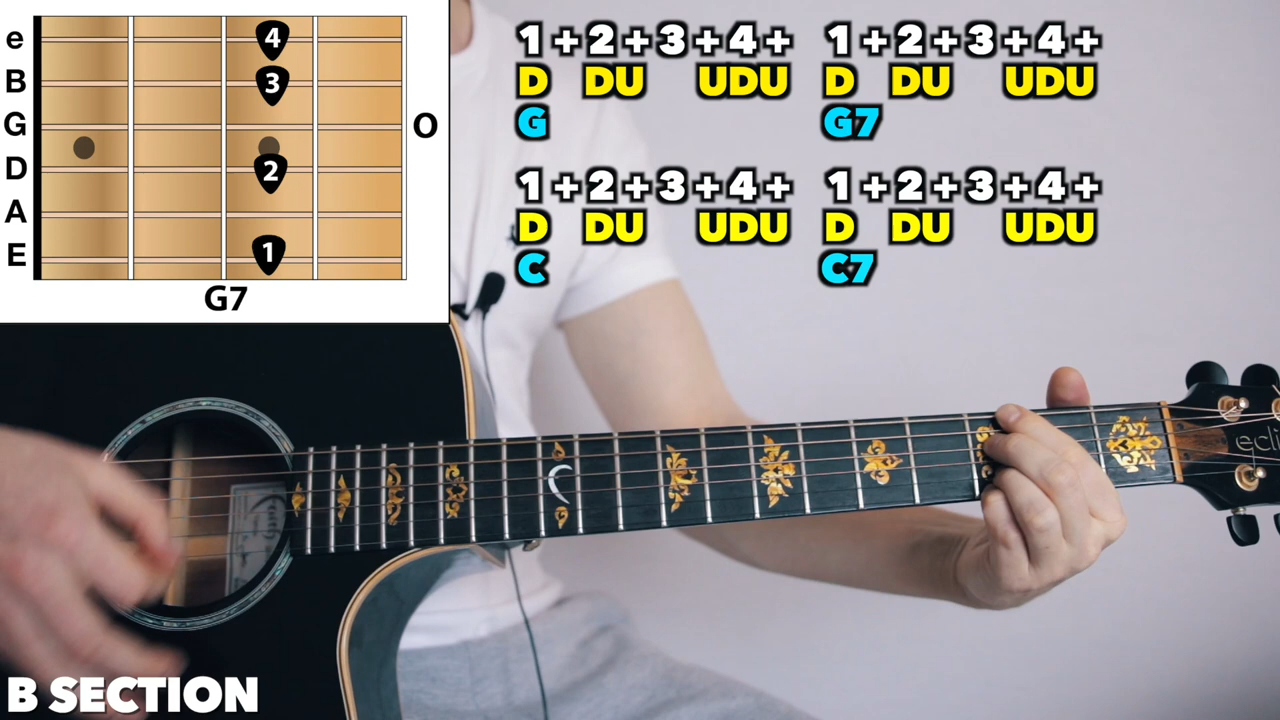 e
B
G
D
A
E
4
3
2
1
O
G7
1+2+3+4+ 1+2+3+4+
D DU UDU D DU UDU
G G7
1+2+3+4+ 1+2+3+4+
D DU UDU D DU UDU
C C7
B SECTION